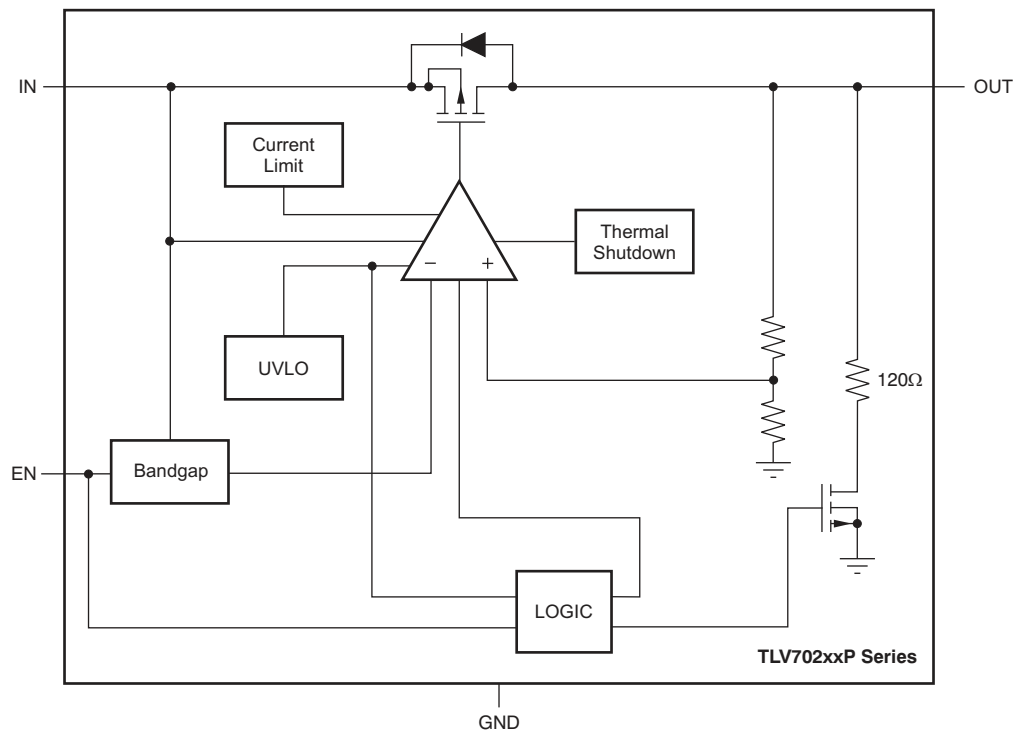 IN
OUT
Current
Limit
Thermal
Shutdown
−
+
UVLO
120Ω
EN
Bandgap
LOGIC
TLV702xxP Series
GND